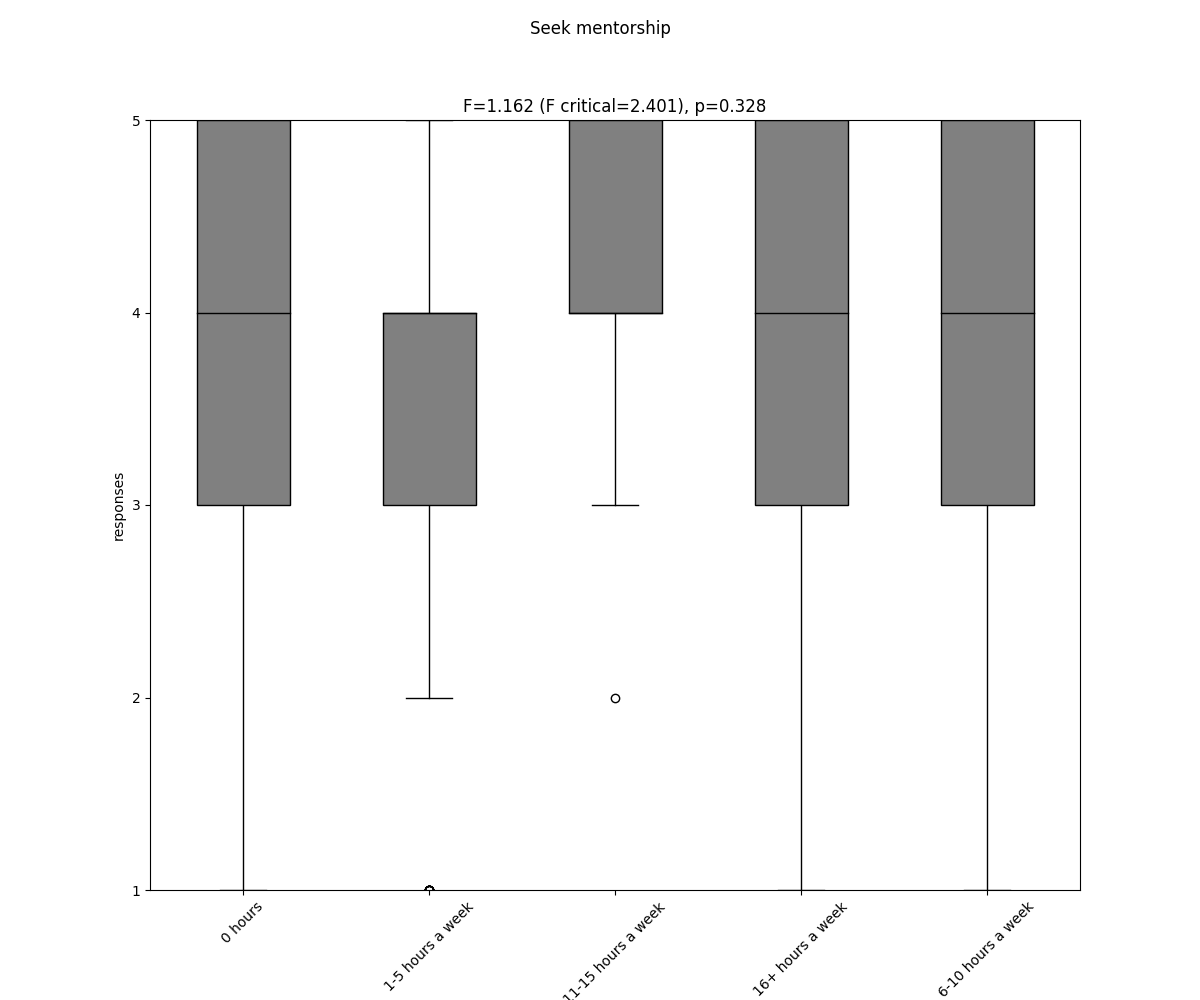 Seek mentorship
F=1.162 (F critical=2.401), p=0.328
5
4
3
2
1
responses
0 hours
1-5 hours a week
11-15 hours a week
16+ hours a week
6-10 hours a week